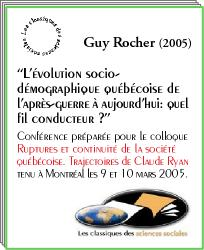 Les classiques des sciences sociales
Guy Rocher (2005)
“L’évolution socio-
démographique québécoise de
l’après-guerre à aujourd’hui: quel
fil conducteur ?”
Conférence préparée pour le colloque
Ruptures et continuité de la société
québécoise. Trajectoires de Claude Ryan
tenu à Montréal les 9 et 10 mars 2005.
Les classiques des sciences sociales